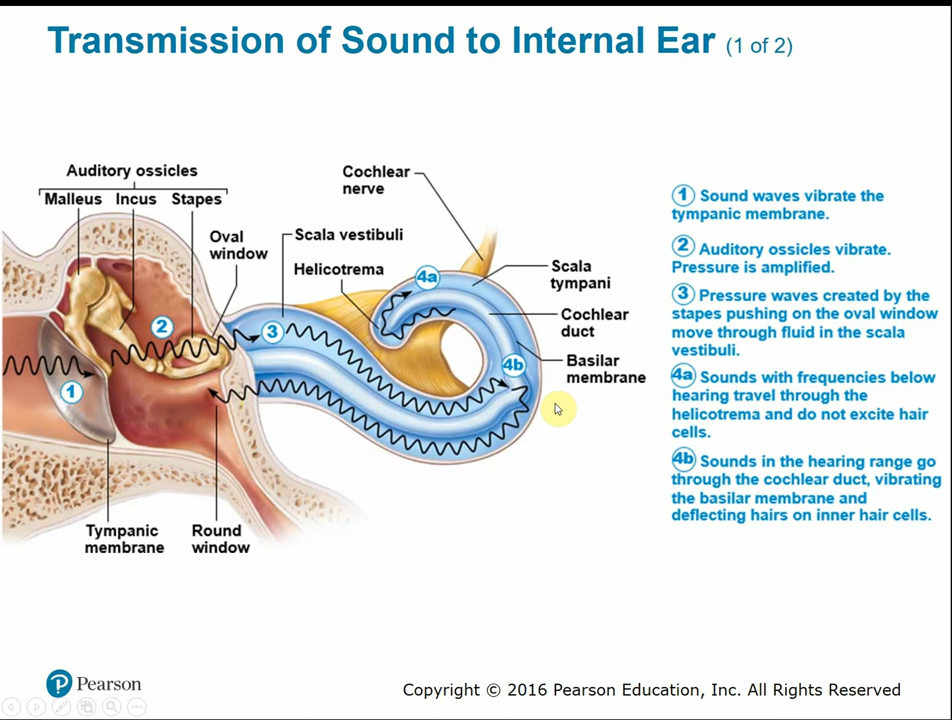 Transmission of Sound to Internal Ear (1 of 2)
Auditory ossicles
Malleus Incus Stapes
Cochlear
nerve
Oval
window
Scala vestibuli
Helicotrema
Scala
tympani
Cochlear
duct
Basilar
membrane
4a
2
3
4b
1
Tympanic
membrane
Round
window
1 Sound waves vibrate the
tympanic membrane.
2 Auditory ossicles vibrate.
Pressure is amplified.
3 Pressure waves created by the
stapes pushing on the oval window
move through fluid in the scala
vestibuli.
4a Sounds with frequencies below
hearing travel through the
helicotrema and do not excite hair
cells.
4b Sounds in the hearing range go
through the cochlear duct, vibrating
the basilar membrane and
deflecting hairs on inner hair cells.
P Pearson
Copyright © 2016 Pearson Education, Inc. All Rights Reserved